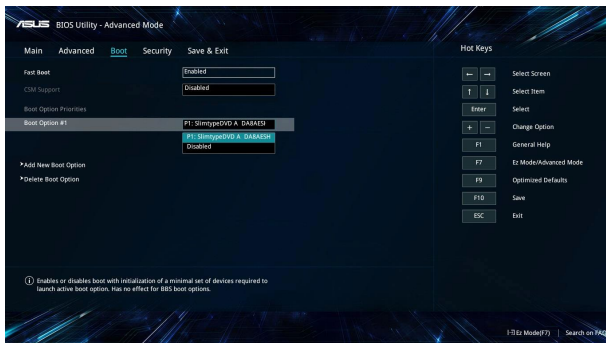 ASUS BIOS Utility - Advanced Mode
Main Advanced Boot Security Save & Exit
Hot Keys
Fast Boot Enabled
CSM Support Disabled
Boot Option Priorities
Boot Option #1 P1: SlimtypeDVD A DA8AESI
P1: SlimtypeDVD A DA8AESH
Disabled
>Add New Boot Option
>Delete Boot Option
← → Select Screen
↑ ↓ Select Item
Enter Select
+ − Change Option
F1 General Help
F7 Ez Mode/Advanced Mode
F9 Optimized Defaults
F10 Save
ESC Exit
Enables or disables boot with initialization of a minimal set of devices required to
launch active boot option. Has no effect for BBS boot options.
Ez Mode(F7) | Search on FAQ